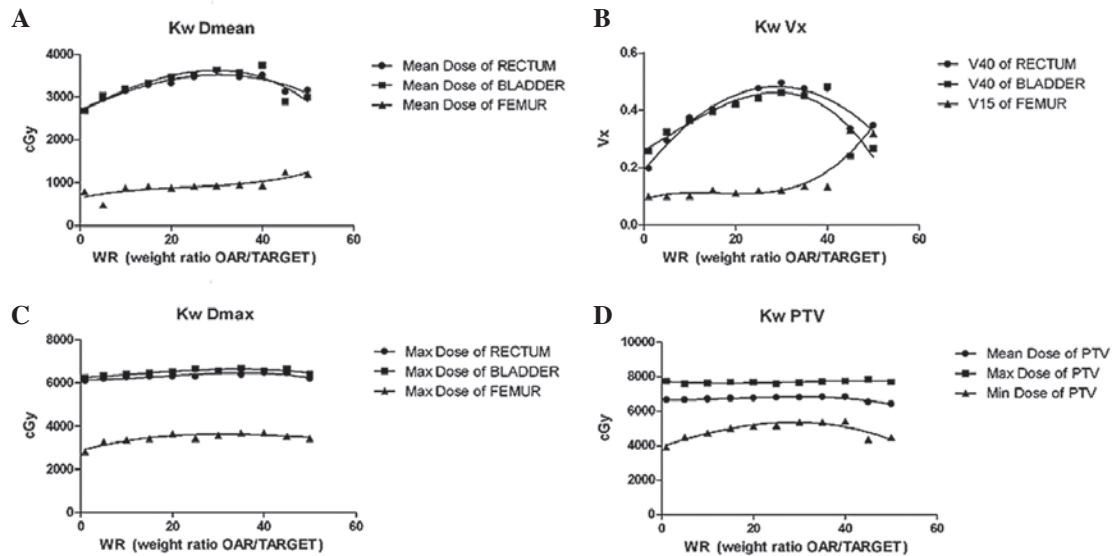 A
Kw Dmean
4000
3000
2000
1000
0
cGy
0 20 40 60
WR (weight ratio OAR/TARGET)
Mean Dose of RECTUM
Mean Dose of BLADDER
Mean Dose of FEMUR
B
Kw Vx
0.6
0.4
0.2
0.0
Vx
0 20 40 60
WR (weight ratio OAR/TARGET)
V40 of RECTUM
V40 of BLADDER
V15 of FEMUR
C
Kw Dmax
8000
6000
4000
2000
0
cGy
0 20 40 60
WR (weight ratio OAR/TARGET)
Max Dose of RECTUM
Max Dose of BLADDER
Max Dose of FEMUR
D
Kw PTV
10000
8000
6000
4000
2000
0
cGy
0 20 40 60
WR (weight ratio OAR/TARGET)
Mean Dose of PTV
Max Dose of PTV
Min Dose of PTV